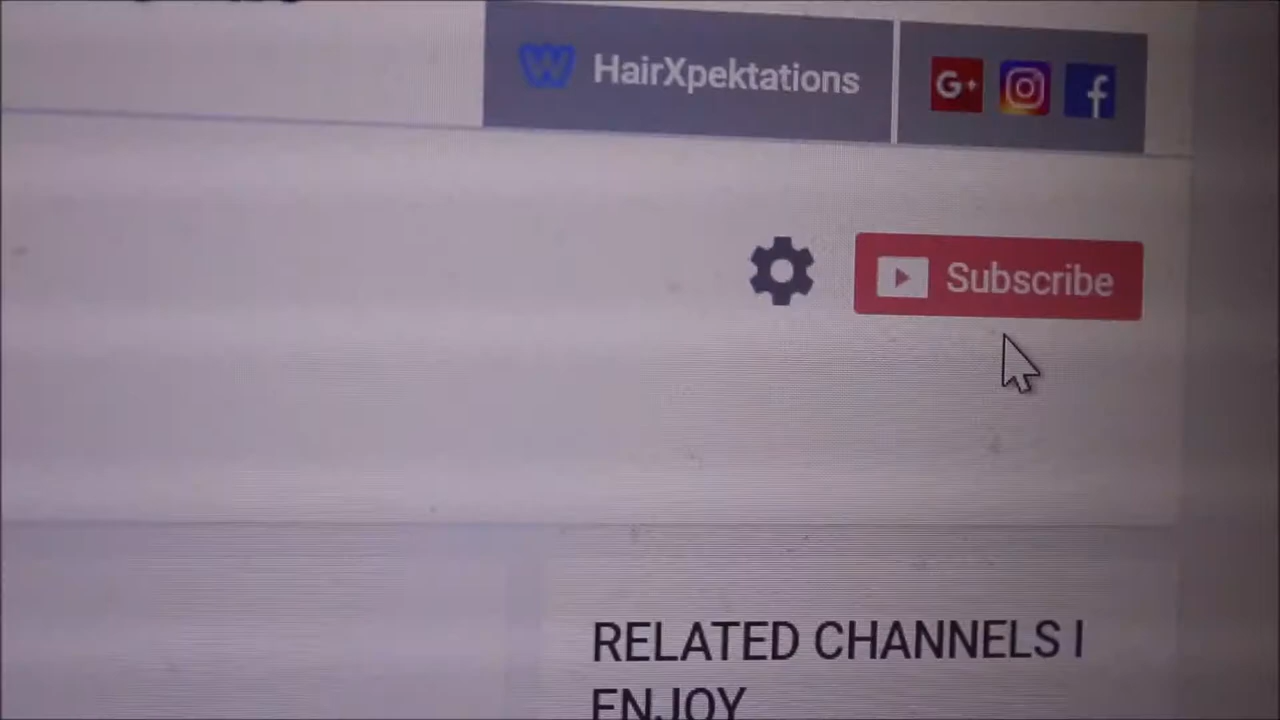 HairXpektations
G+
Subscribe
RELATED CHANNELS I
ENJOY